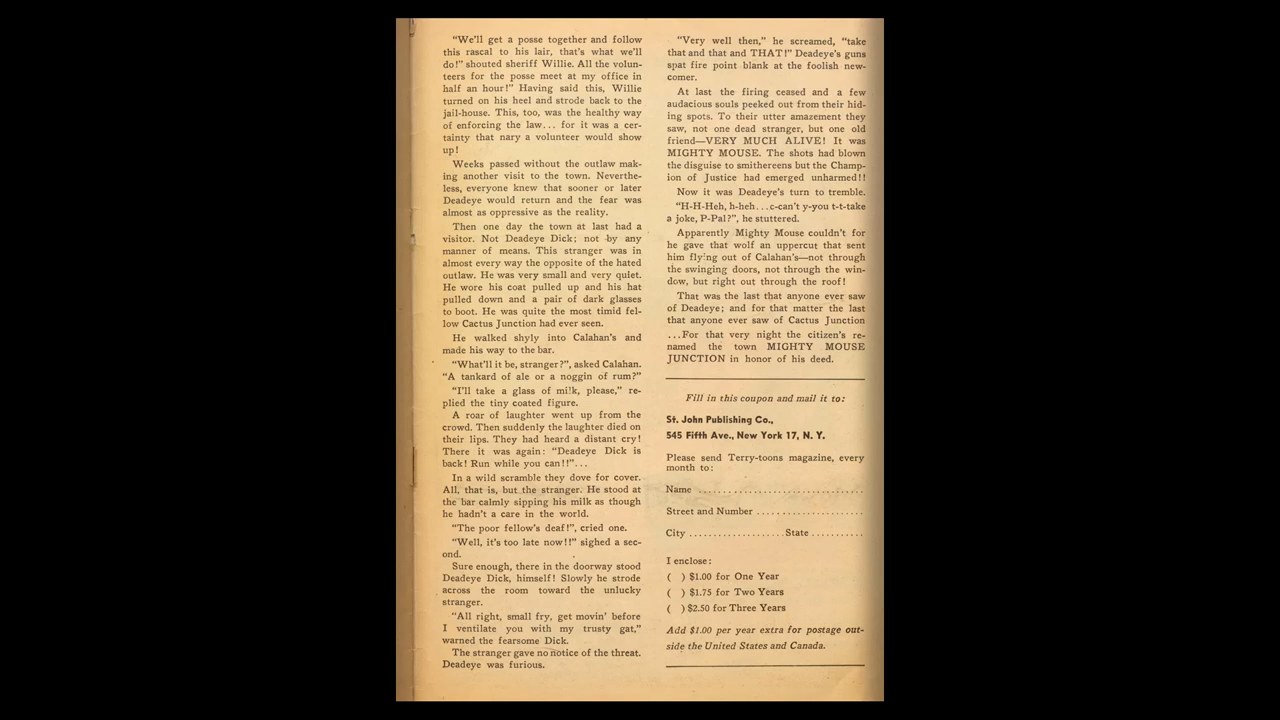 "We'll get a posse together and follow
this rascal to his lair, that's what we'll
do!" shouted sheriff Willie. All the volun-
teers for the posse meet at my office in
half an hour!" Having said this, Willie
turned on his heel and strode back to the
jail-house. This, too, was the healthy way
of enforcing the law... for it was a cer-
tainty that nary a volunteer would show
up!
Weeks passed without the outlaw mak-
ing another visit to the town. Neverthe-
less, everyone knew that sooner or later
Deadeye would return and the fear was
almost as oppressive as the reality.
Then one day the town at last had a
visitor. Not Deadeye Dick; not by any
manner of means. This stranger was in
almost every way the opposite of the hated
outlaw. He was very small and very quiet.
He wore his coat pulled up and his hat
pulled down and a pair of dark glasses
to boot. He was quite the most timid fel-
low Cactus Junction had ever seen.
He walked shyly into Calahan's and
made his way to the bar.
"What'll it be, stranger?", asked Calahan.
"A tankard of ale or a noggin of rum?"
"I'll take a glass of milk, please," re-
plied the tiny coated figure.
A roar of laughter went up from the
crowd. Then suddenly the laughter died on
their lips. They had heard a distant cry!
There it was again: "Deadeye Dick is
back! Run while you can!!"...
In a wild scramble they dove for cover.
All, that is, but the stranger. He stood at
the bar calmly sipping his milk as though
he hadn't a care in the world.
"The poor fellow's deaf!", cried one.
"Well, it's too late now!!" sighed a sec-
ond.
Sure enough, there in the doorway stood
Deadeye Dick, himself! Slowly he strode
across the room toward the unlucky
stranger.
"All right, small fry, get movin' before
I ventilate you with my trusty gat,"
warned the fearsome Dick.
The stranger gave no notice of the threat.
Deadeye was furious.
"Very well then," he screamed, "take
that and that and THAT!" Deadeye's guns
spat fire point blank at the foolish new-
comer.
At last the firing ceased and a few
audacious souls peeked out from their hid-
ing spots. To their utter amazement they
saw, not one dead stranger, but one old
friend—VERY MUCH ALIVE! It was
MIGHTY MOUSE. The shots had blown
the disguise to smithereens but the Champ-
ion of Justice had emerged unharmed!!
Now it was Deadeye's turn to tremble.
"H-H-Heh, h-heh...c-can't y-you t-t-take
a joke, P-Pal?", he stuttered.
Apparently Mighty Mouse couldn't for
he gave that wolf an uppercut that sent
him flying out of Calahan's—not through
the swinging doors, not through the win-
dow, but right out through the roof!
That was the last that anyone ever saw
of Deadeye; and for that matter the last
that anyone ever saw of Cactus Junction
...For that very night the citizen's re-
named the town MIGHTY MOUSE
JUNCTION in honor of his deed.
Fill in this coupon and mail it to:
St. John Publishing Co.,
545 Fifth Ave., New York 17, N. Y.
Please send Terry-toons magazine, every
month to:
Name ................................
Street and Number ...................
City ...................State ..........
I enclose:
( ) $1.00 for One Year
( ) $1.75 for Two Years
( ) $2.50 for Three Years
Add $1.00 per year extra for postage out-
side the United States and Canada.